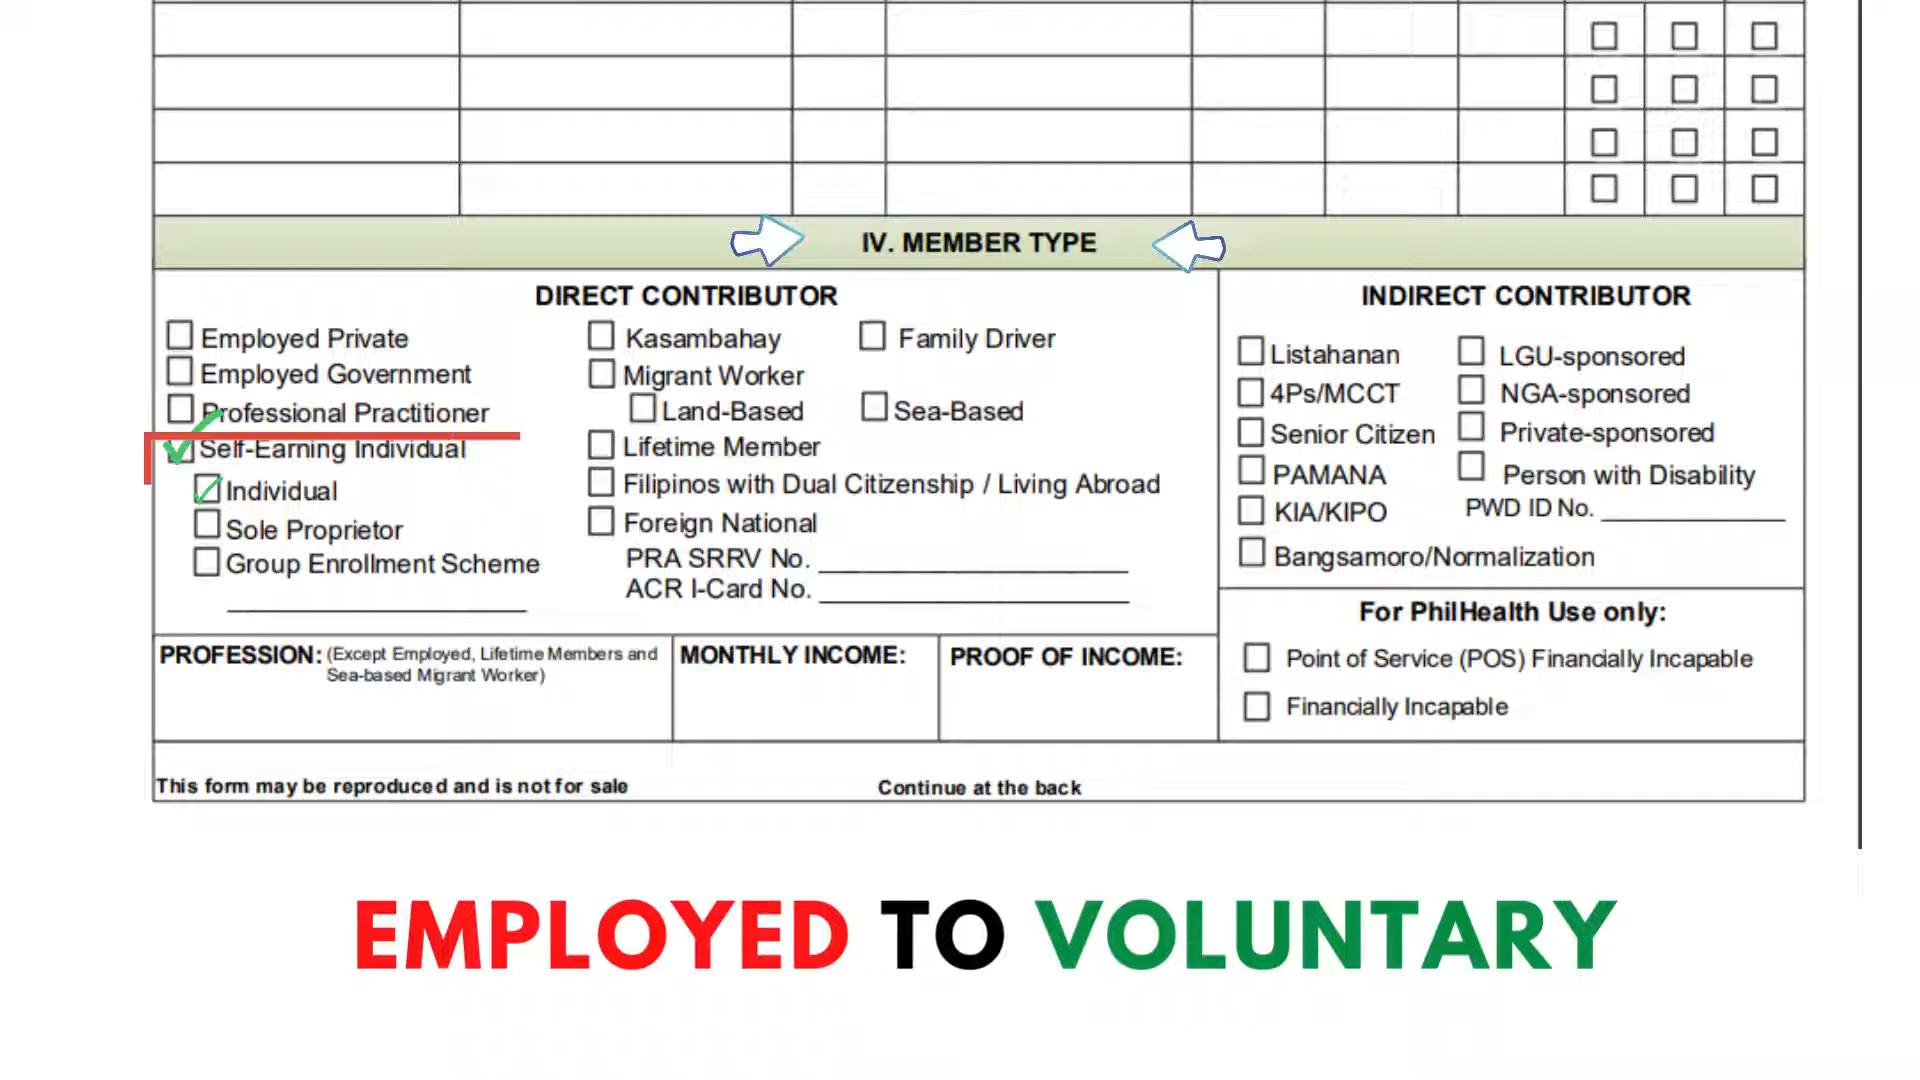 IV. MEMBER TYPE
DIRECT CONTRIBUTOR
Employed Private
Employed Government
Professional Practitioner
Self-Earning Individual
Individual
Sole Proprietor
Group Enrollment Scheme
Kasambahay
Family Driver
Migrant Worker
Land-Based
Sea-Based
Lifetime Member
Filipinos with Dual Citizenship / Living Abroad
Foreign National
PRA SRRV No.
ACR I-Card No.
INDIRECT CONTRIBUTOR
Listahanan
LGU-sponsored
4Ps/MCCT
NGA-sponsored
Senior Citizen
Private-sponsored
PAMANA
Person with Disability
KIA/KIPO
PWD ID No.
Bangsamoro/Normalization
For PhilHealth Use only:
Point of Service (POS) Financially Incapable
Financially Incapable
PROFESSION: (Except Employed, Lifetime Members and
Sea-based Migrant Worker)
MONTHLY INCOME:
PROOF OF INCOME:
This form may be reproduced and is not for sale
Continue at the back
EMPLOYED TO VOLUNTARY